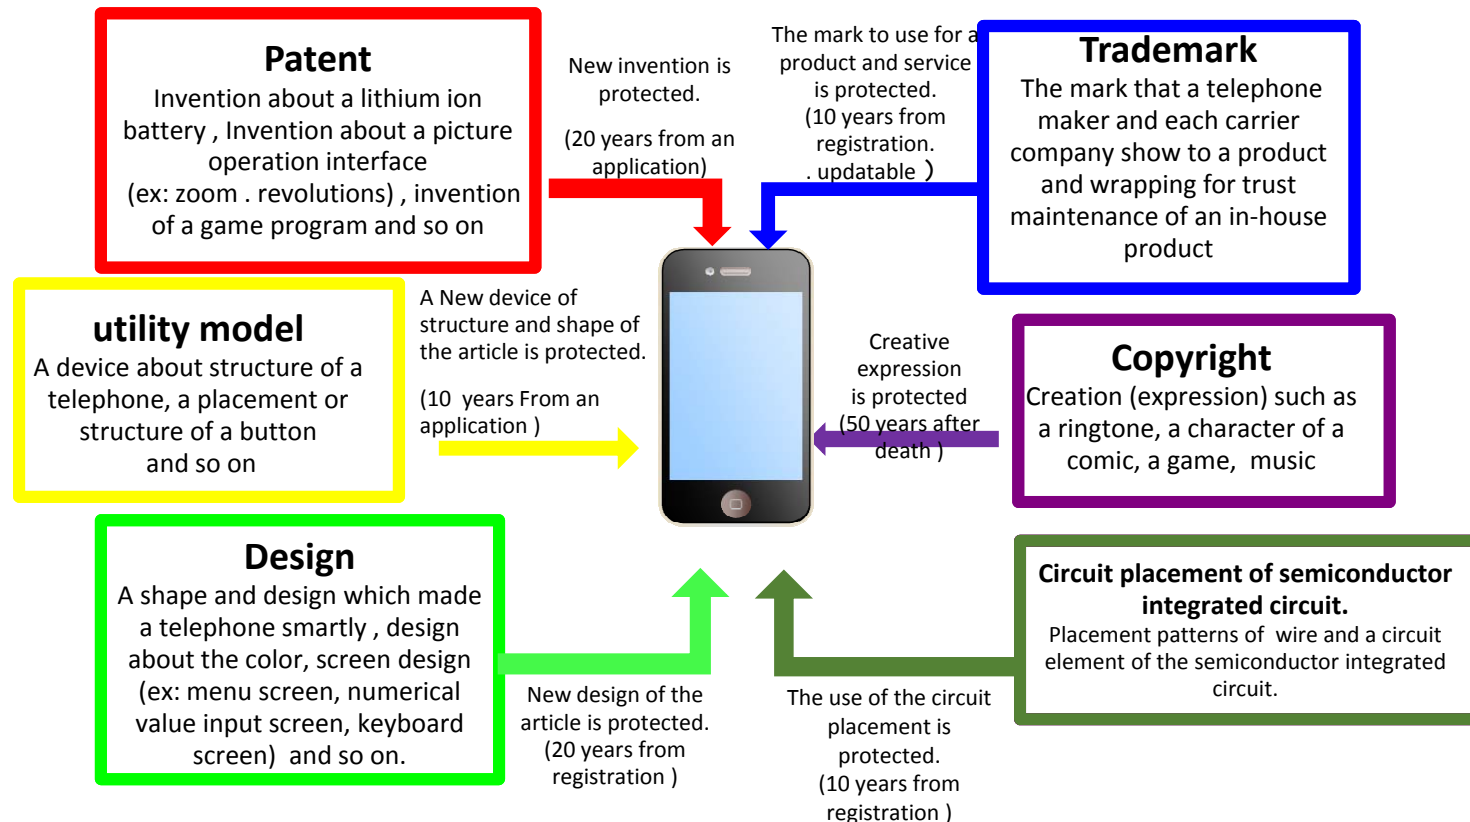 Patent
Invention about a lithium ion
battery , Invention about a picture
operation interface
(ex: zoom . revolutions) , invention
of a game program and so on
New invention is
protected.
(20 years from an
application)
The mark to use for a
product and service
is protected.
(10 years from
registration.
. updatable )
Trademark
The mark that a telephone
maker and each carrier
company show to a product
and wrapping for trust
maintenance of an in-house
product
utility model
A device about structure of a
telephone, a placement or
structure of a button
and so on
A New device of
structure and shape of
the article is protected.
(10 years From an
application )
Creative
expression
is protected
(50 years after
death )
Copyright
Creation (expression) such as
a ringtone, a character of a
comic, a game, music
Design
A shape and design which made
a telephone smartly , design
about the color, screen design
(ex: menu screen, numerical
value input screen, keyboard
screen) and so on.
New design of the
article is protected.
(20 years from
registration )
The use of the circuit
placement is
protected.
(10 years from
registration )
Circuit placement of semiconductor
integrated circuit.
Placement patterns of wire and a circuit
element of the semiconductor integrated
circuit.